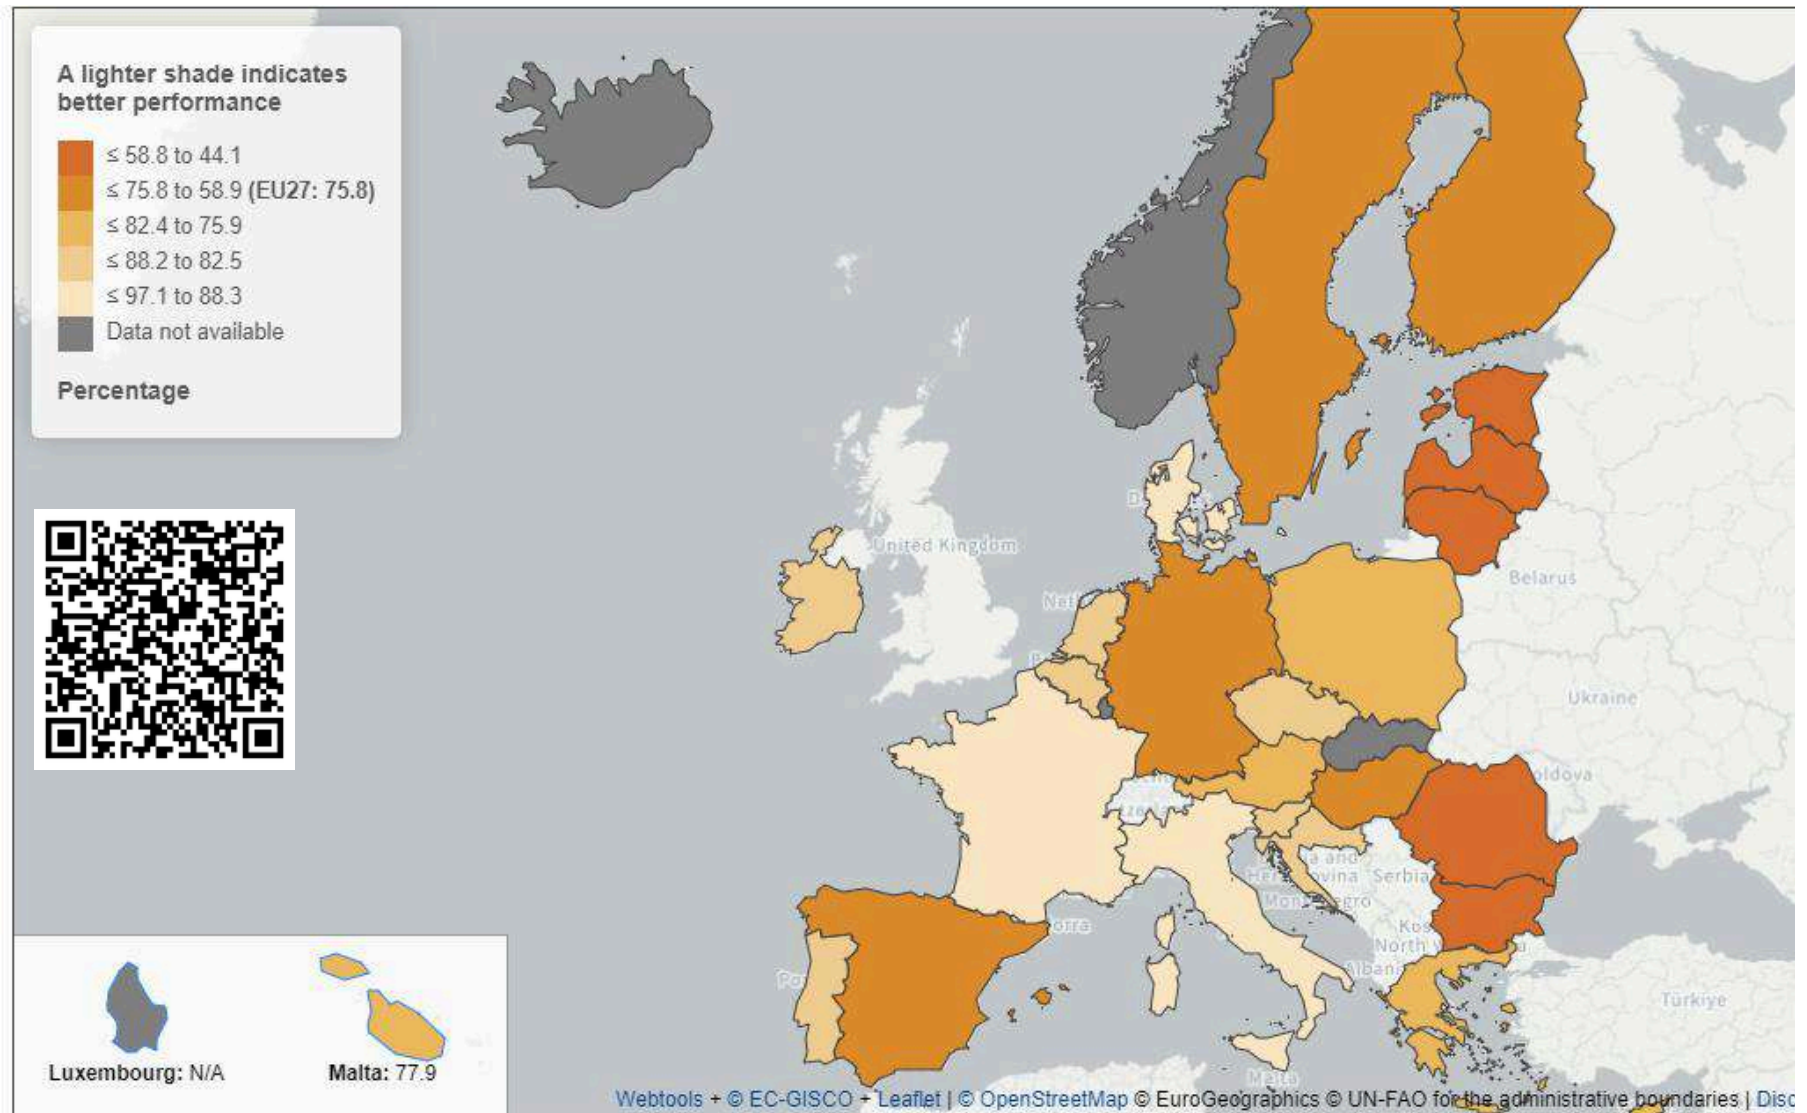 A lighter shade indicates
better performance
≤ 58.8 to 44.1
≤ 75.8 to 58.9 (EU27: 75.8)
≤ 82.4 to 75.9
≤ 88.2 to 82.5
≤ 97.1 to 88.3
Data not available
Percentage
United Kingdom
Belarus
Ukraine
oldova
Serbia
Türkiye
Malta
Luxembourg: N/A
Malta: 77.9
Webtools + © EC-GISCO + Leaflet | © OpenStreetMap © EuroGeographics © UN-FAO for the administrative boundaries | Disc